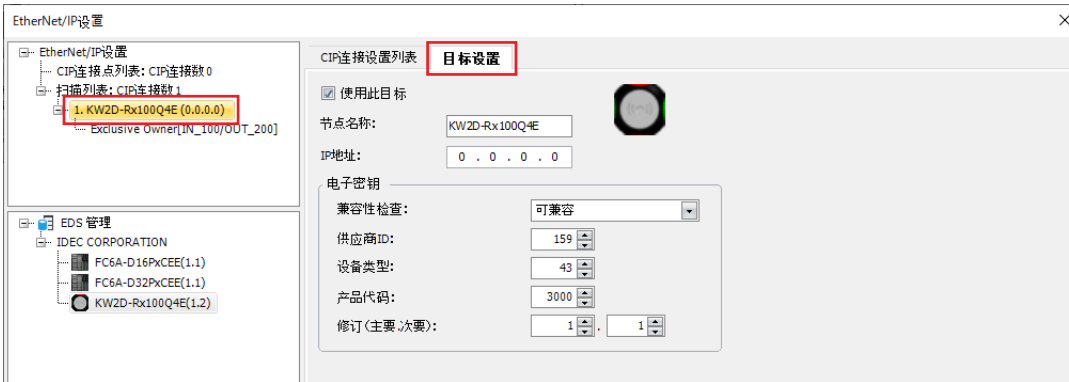 EtherNet/IP设置
EtherNet/IP设置
CIP连接点列表: CIP连接数0
扫描列表: CIP连接数1
1. KW2D-Rx100Q4E (0.0.0.0)
Exclusive Owner[IN_100/OUT_200]
EDS 管理
IDEC CORPORATION
FC6A-D16PxCEE(1.1)
FC6A-D32PxCEE(1.1)
KW2D-Rx100Q4E(1.2)
CIP连接设置列表 目标设置
使用此目标
节点名称: KW2D-Rx100Q4E
IP地址: 0 . 0 . 0 . 0
电子密钥
兼容性检查: 可兼容
供应商ID: 159
设备类型: 43
产品代码: 3000
修订(主要.次要): 1 . 1